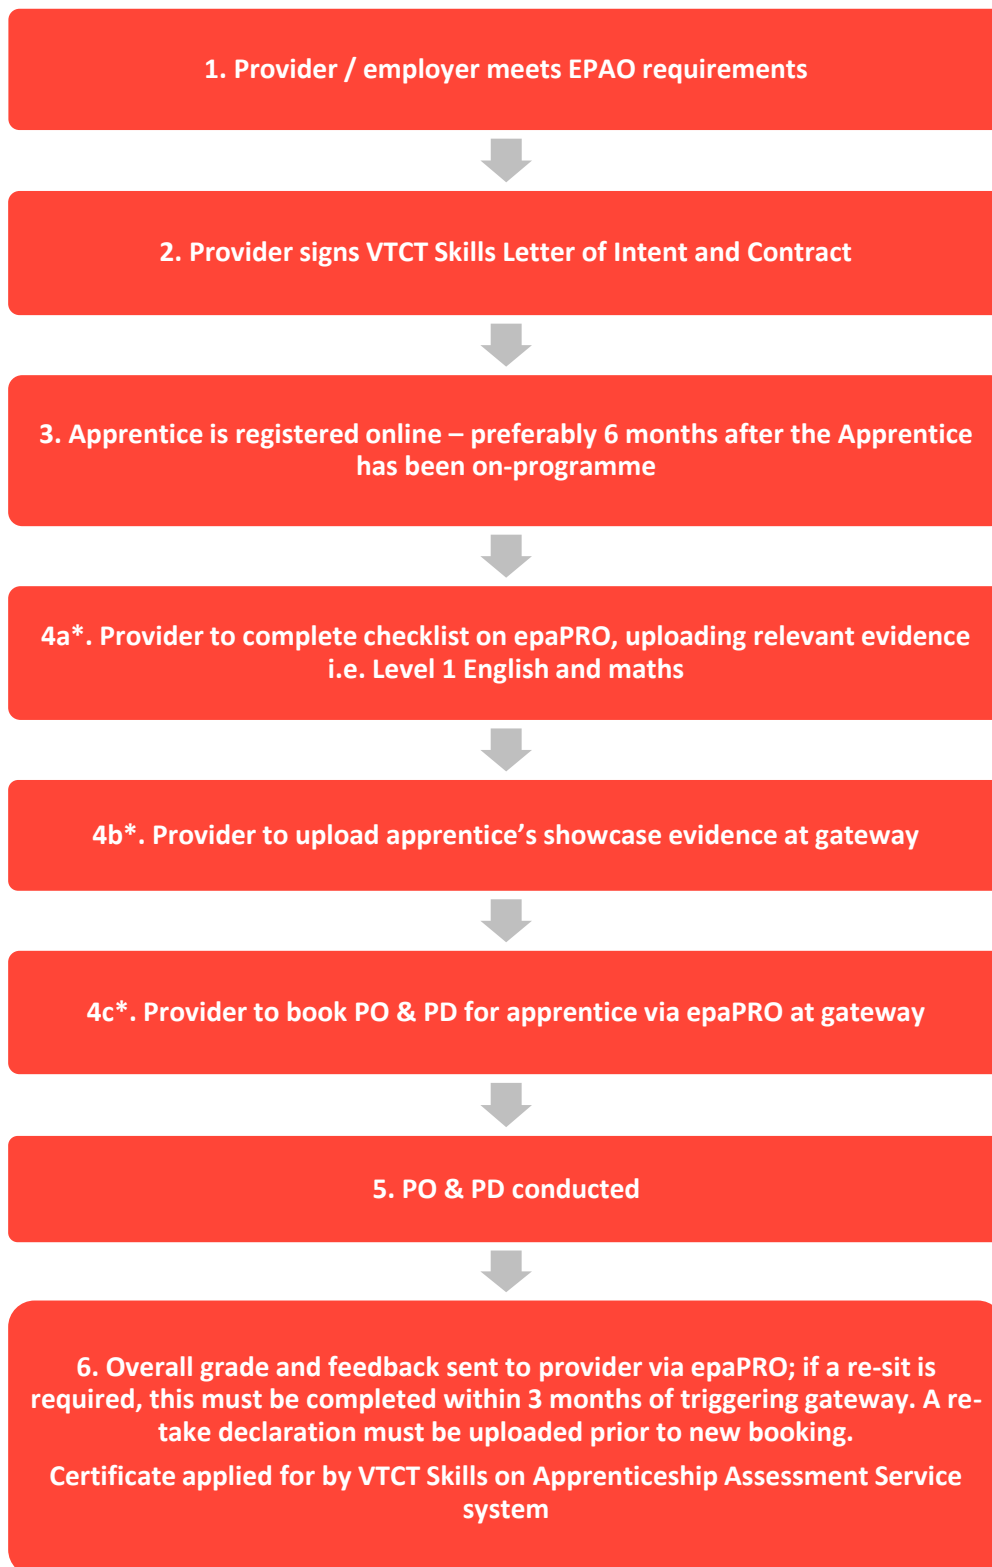 1. Provider / employer meets EPAO requirements
2. Provider signs VTCT Skills Letter of Intent and Contract
3. Apprentice is registered online – preferably 6 months after the Apprentice
has been on-programme
4a*. Provider to complete checklist on epaPRO, uploading relevant evidence
i.e. Level 1 English and maths
4b*. Provider to upload apprentice’s showcase evidence at gateway
4c*. Provider to book PO & PD for apprentice via epaPRO at gateway
5. PO & PD conducted
6. Overall grade and feedback sent to provider via epaPRO; if a re-sit is
required, this must be completed within 3 months of triggering gateway. A re-
take declaration must be uploaded prior to new booking.
Certificate applied for by VTCT Skills on Apprenticeship Assessment Service
system